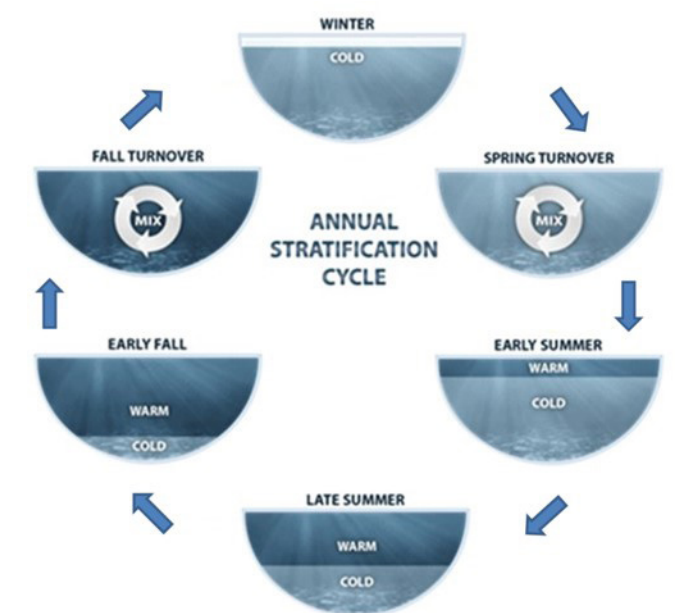 WINTER
COLD
FALL TURNOVER
MIX
SPRING TURNOVER
MIX
ANNUAL
STRATIFICATION
CYCLE
EARLY FALL
WARM
COLD
EARLY SUMMER
WARM
COLD
LATE SUMMER
WARM
COLD